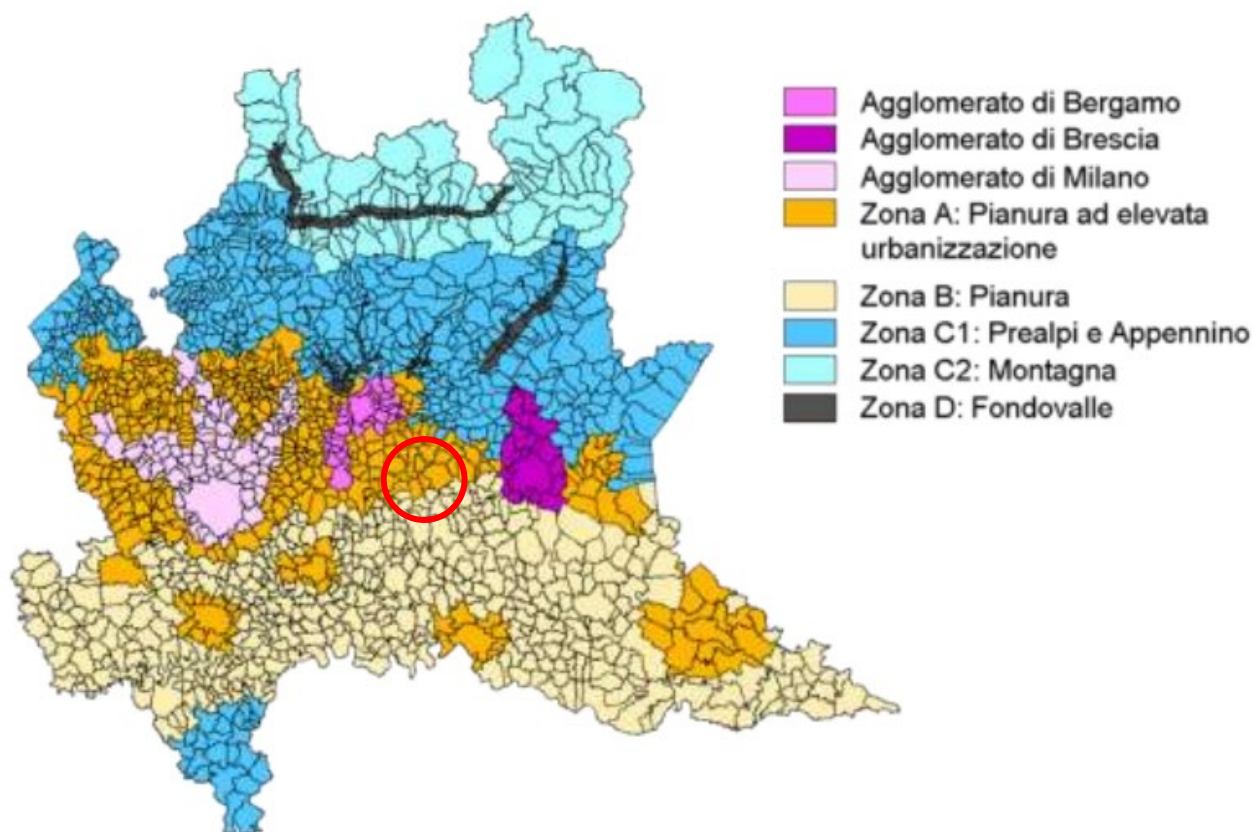 Agglomerato di Bergamo
Agglomerato di Brescia
Agglomerato di Milano
Zona A: Pianura ad elevata
urbanizzazione
Zona B: Pianura
Zona C1: Prealpi e Appennino
Zona C2: Montagna
Zona D: Fondovalle